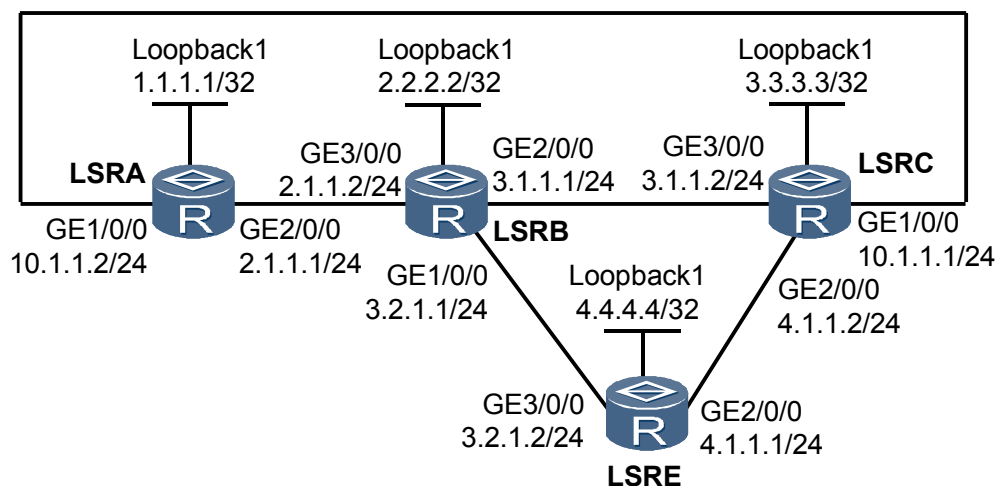 Loopback1
1.1.1.1/32
Loopback1
2.2.2.2/32
Loopback1
3.3.3.3/32
LSRA
GE3/0/0
2.1.1.2/24
GE2/0/0
3.1.1.1/24
GE3/0/0
3.1.1.2/24
LSRC
R
R
R
GE1/0/0
10.1.1.2/24
GE2/0/0
2.1.1.1/24
LSRB
GE1/0/0
10.1.1.1/24
GE1/0/0
3.2.1.1/24
Loopback1
4.4.4.4/32
GE2/0/0
4.1.1.2/24
GE3/0/0
3.2.1.2/24
R
GE2/0/0
4.1.1.1/24
LSRE